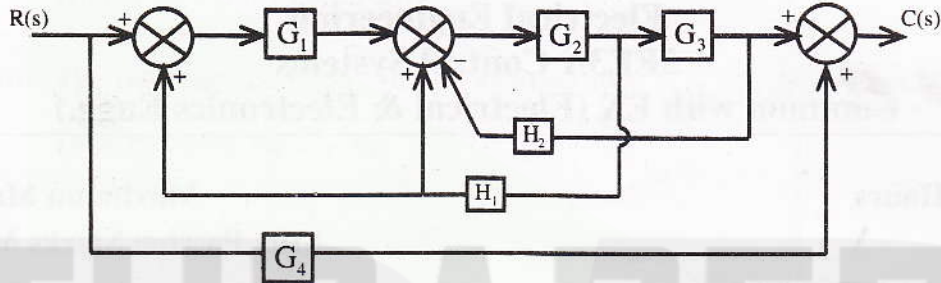 R(s) + G₁ + G₂ G₃ + C(s)
+ + +
H₂
H₁
G₄